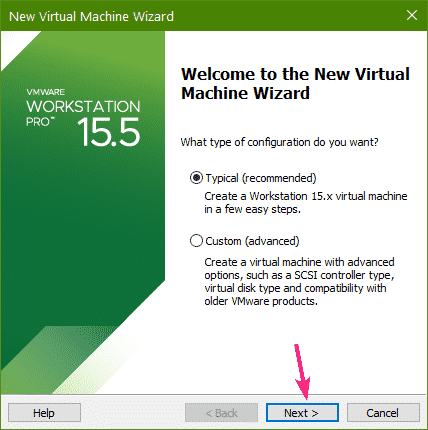 New Virtual Machine Wizard
VMWARE
WORKSTATION
PRO™ 15.5
Welcome to the New Virtual
Machine Wizard
What type of configuration do you want?
Typical (recommended)
Create a Workstation 15.x virtual machine
in a few easy steps.
Custom (advanced)
Create a virtual machine with advanced
options, such as a SCSI controller type,
virtual disk type and compatibility with
older VMware products.
Help
< Back
Next >
Cancel